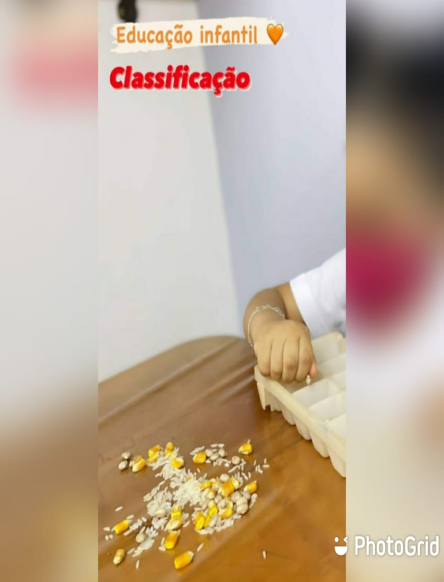 Educação infantil 🧡
Classificação
PhotoGrid